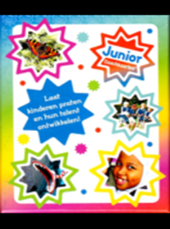 Junior
Laat
kinderen praten
en hun talent
ontwikkelen!